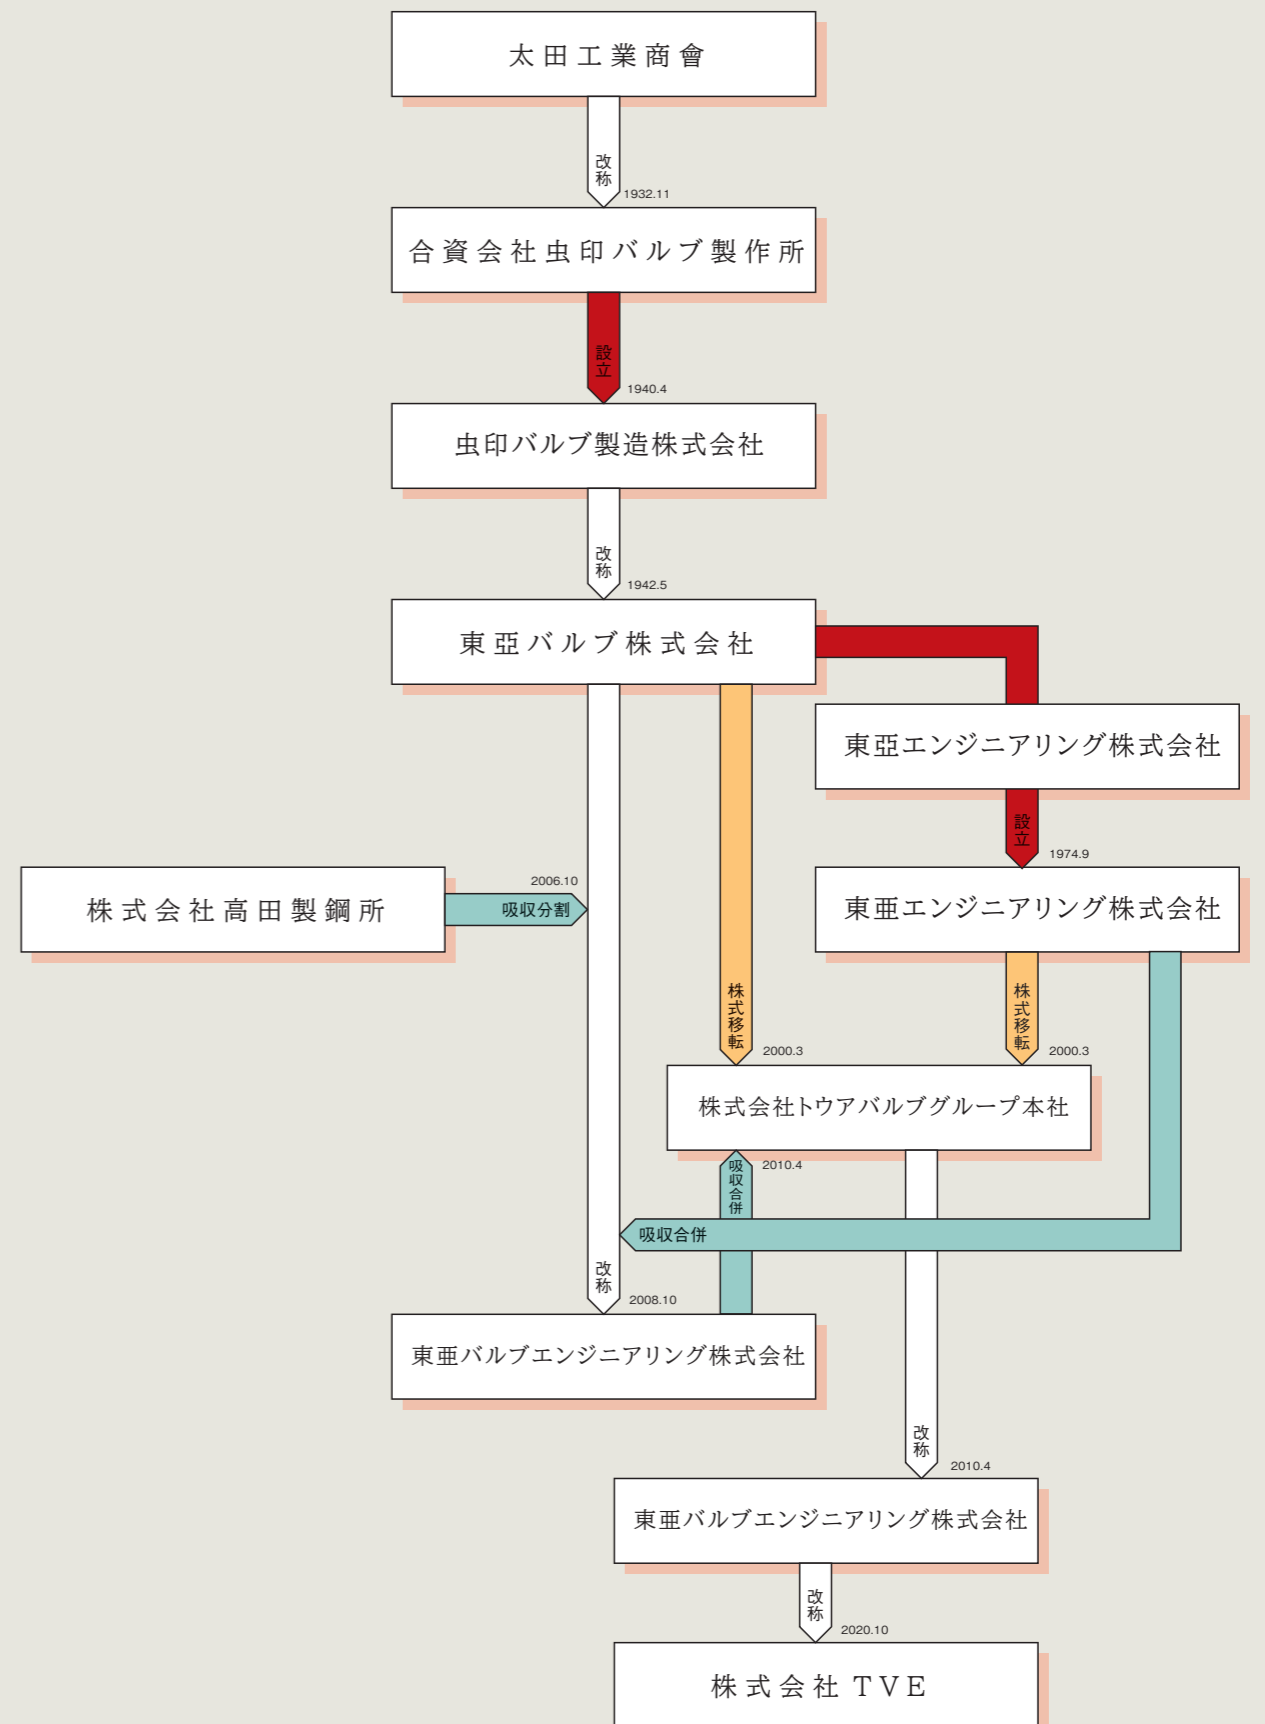 太田工業商會
改称
1932.11
合資会社虫印バルブ製作所
設立
1940.4
虫印バルブ製造株式会社
改称
1942.5
東亞バルブ株式会社
東亞エンジニアリング株式会社
設立
1974.9
株式会社高田製鋼所
2006.10
吸収分割
東亜エンジニアリング株式会社
株式移転
2000.3
株式移転
2000.3
株式会社トウアバルブグループ本社
吸収合併
2010.4
吸収合併
改称
2008.10
東亜バルブエンジニアリング株式会社
改称
2010.4
東亜バルブエンジニアリング株式会社
改称
2020.10
株式会社 TVE